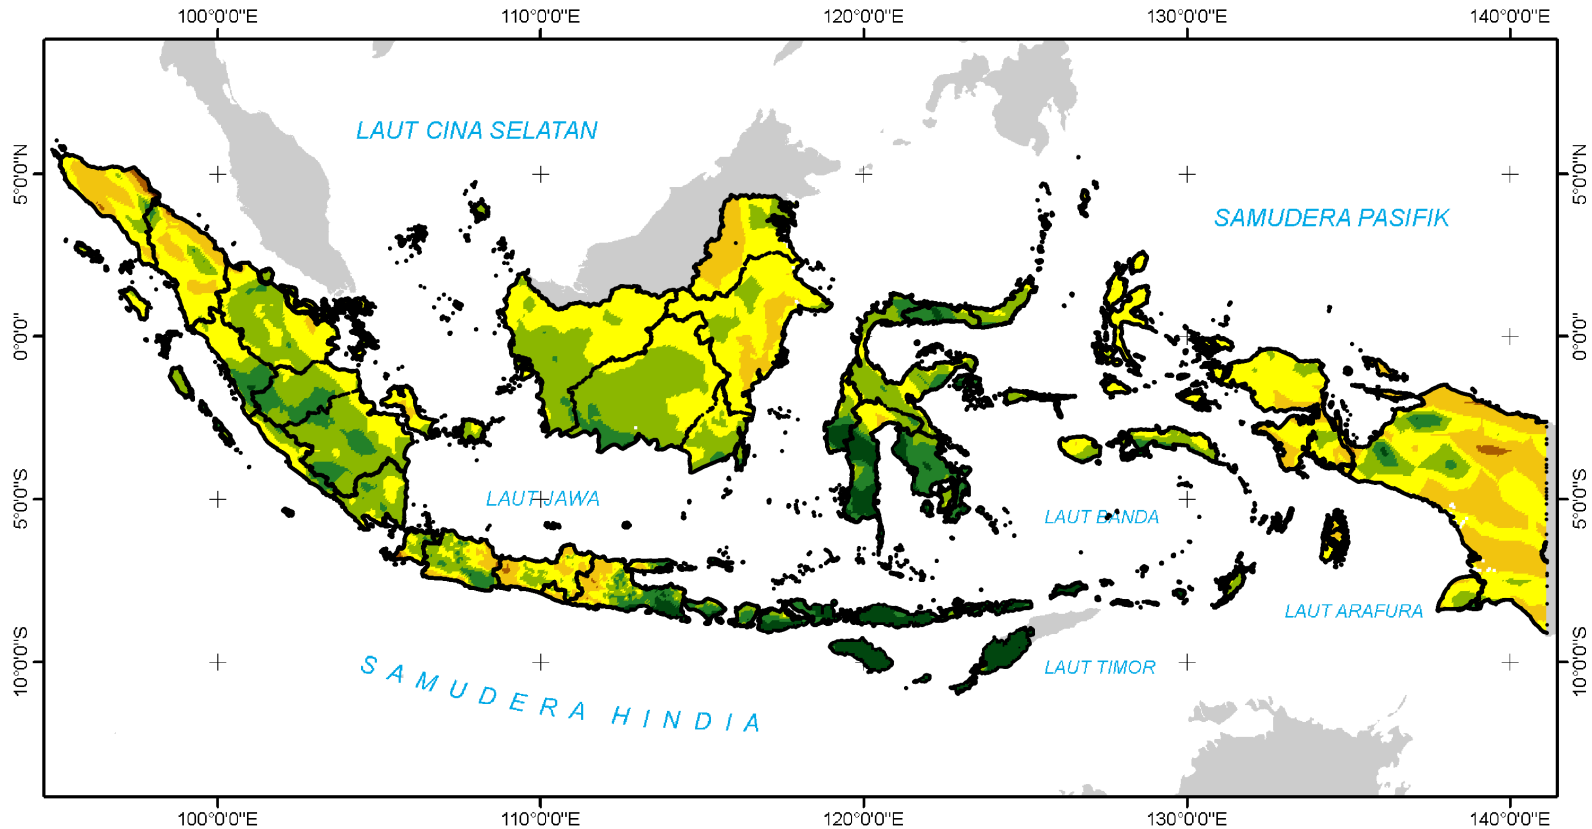 100°0'0"E 110°0'0"E 120°0'0"E 130°0'0"E 140°0'0"E
LAUT CINA SELATAN
5°0'0"N 5°0'0"N
SAMUDERA PASIFIK
0°0'0" 0°0'0"
5°0'0"S LAUT JAWA 5°0'0"S
LAUT BANDA
LAUT ARAFURA
10°0'0"S LAUT TIMOR 10°0'0"S
SAMUDERA HINDIA
100°0'0"E 110°0'0"E 120°0'0"E 130°0'0"E 140°0'0"E